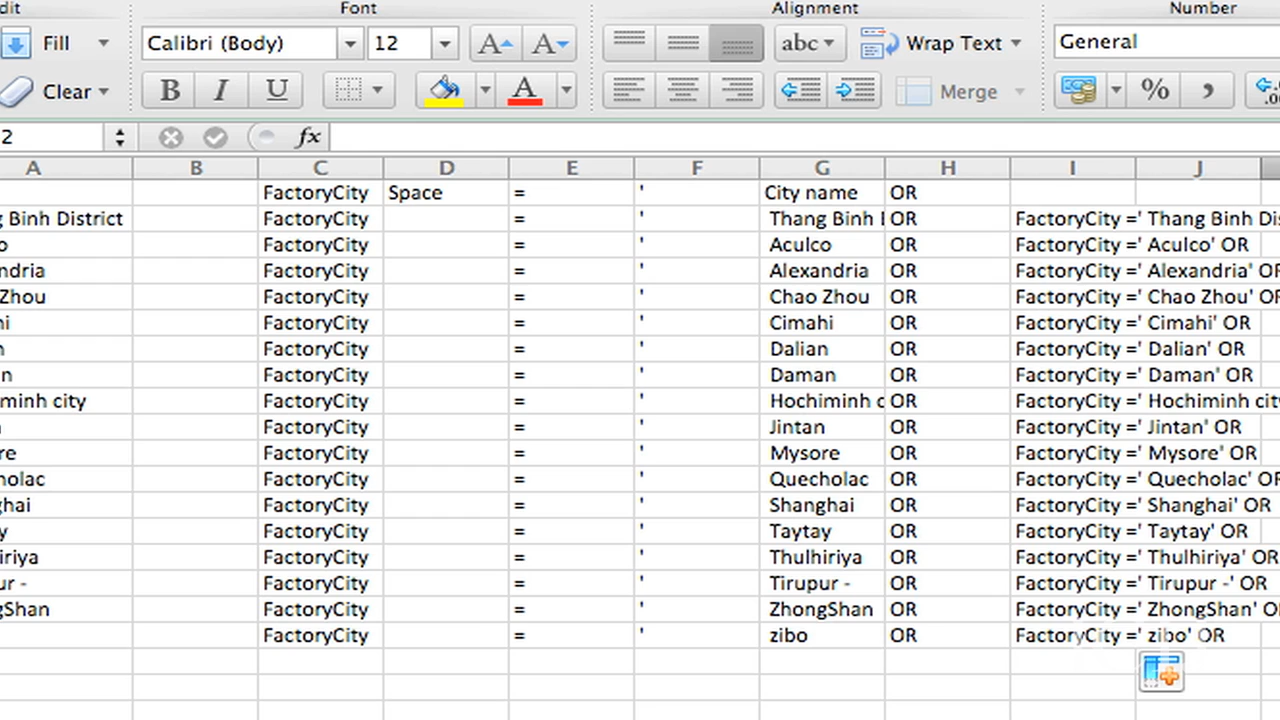 dit Font Alignment Number
Fill Calibri (Body) 12 A A abc Wrap Text General
Clear B I U A Merge % ,
2 fx
A B C D E F G H I J
FactoryCity Space = ' City name OR
g Binh District FactoryCity = ' Thang Binh OR FactoryCity =' Thang Binh Dis
o FactoryCity = ' Aculco OR FactoryCity =' Aculco' OR
ndria FactoryCity = ' Alexandria OR FactoryCity =' Alexandria' OR
Zhou FactoryCity = ' Chao Zhou OR FactoryCity =' Chao Zhou' OR
hi FactoryCity = ' Cimahi OR FactoryCity =' Cimahi' OR
n FactoryCity = ' Dalian OR FactoryCity =' Dalian' OR
n FactoryCity = ' Daman OR FactoryCity =' Daman' OR
minh city FactoryCity = ' Hochiminh c OR FactoryCity =' Hochiminh city
FactoryCity = ' Jintan OR FactoryCity =' Jintan' OR
re FactoryCity = ' Mysore OR FactoryCity =' Mysore' OR
holac FactoryCity = ' Quecholac OR FactoryCity =' Quecholac' OR
ghai FactoryCity = ' Shanghai OR FactoryCity =' Shanghai' OR
y FactoryCity = ' Taytay OR FactoryCity =' Taytay' OR
iriya FactoryCity = ' Thulhiriya OR FactoryCity =' Thulhiriya' OR
ur - FactoryCity = ' Tirupur - OR FactoryCity =' Tirupur -' OR
gShan FactoryCity = ' ZhongShan OR FactoryCity =' ZhongShan' O
FactoryCity = ' zibo OR FactoryCity =' zibo' OR